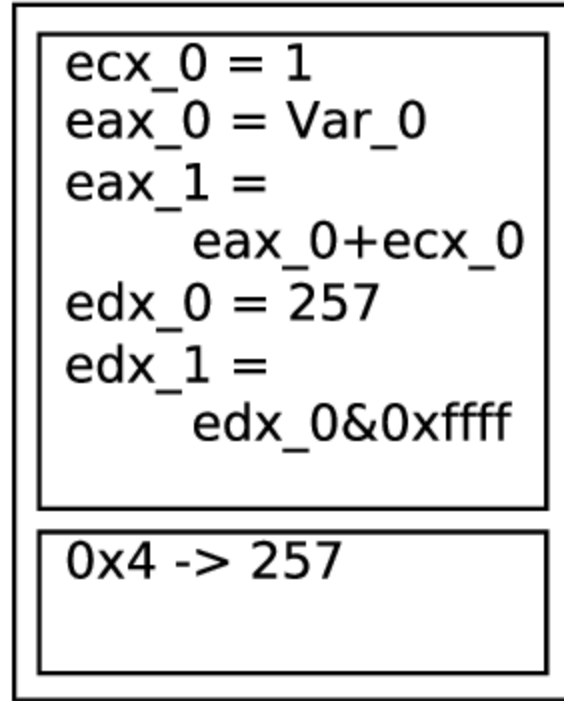 ecx_0 = 1
eax_0 = Var_0
eax_1 =
eax_0+ecx_0
edx_0 = 257
edx_1 =
edx_0&0xffff
0x4 -> 257